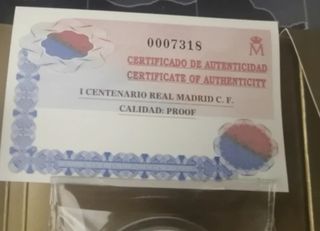 0007318
M
CERTIFICADO DE AUTENTICIDAD
CERTIFICATE OF AUTHENTICITY
I CENTENARIO REAL MADRID C. F.
CALIDAD: PROOF